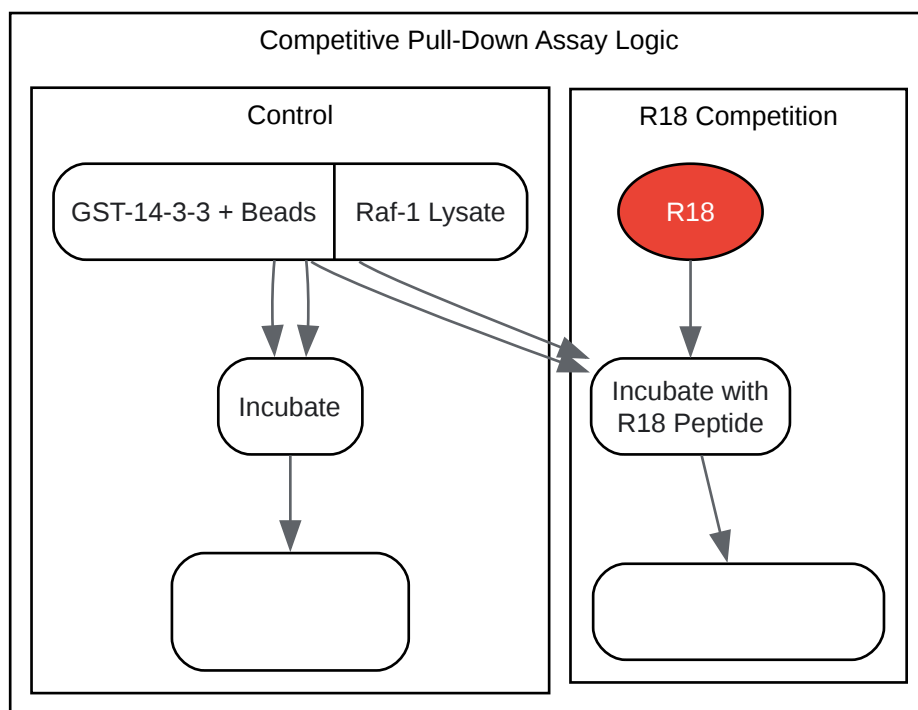 Competitive Pull-Down Assay Logic
Control
R18 Competition
GST-14-3-3 + Beads
Raf-1 Lysate
R18
Incubate
Incubate with
R18 Peptide